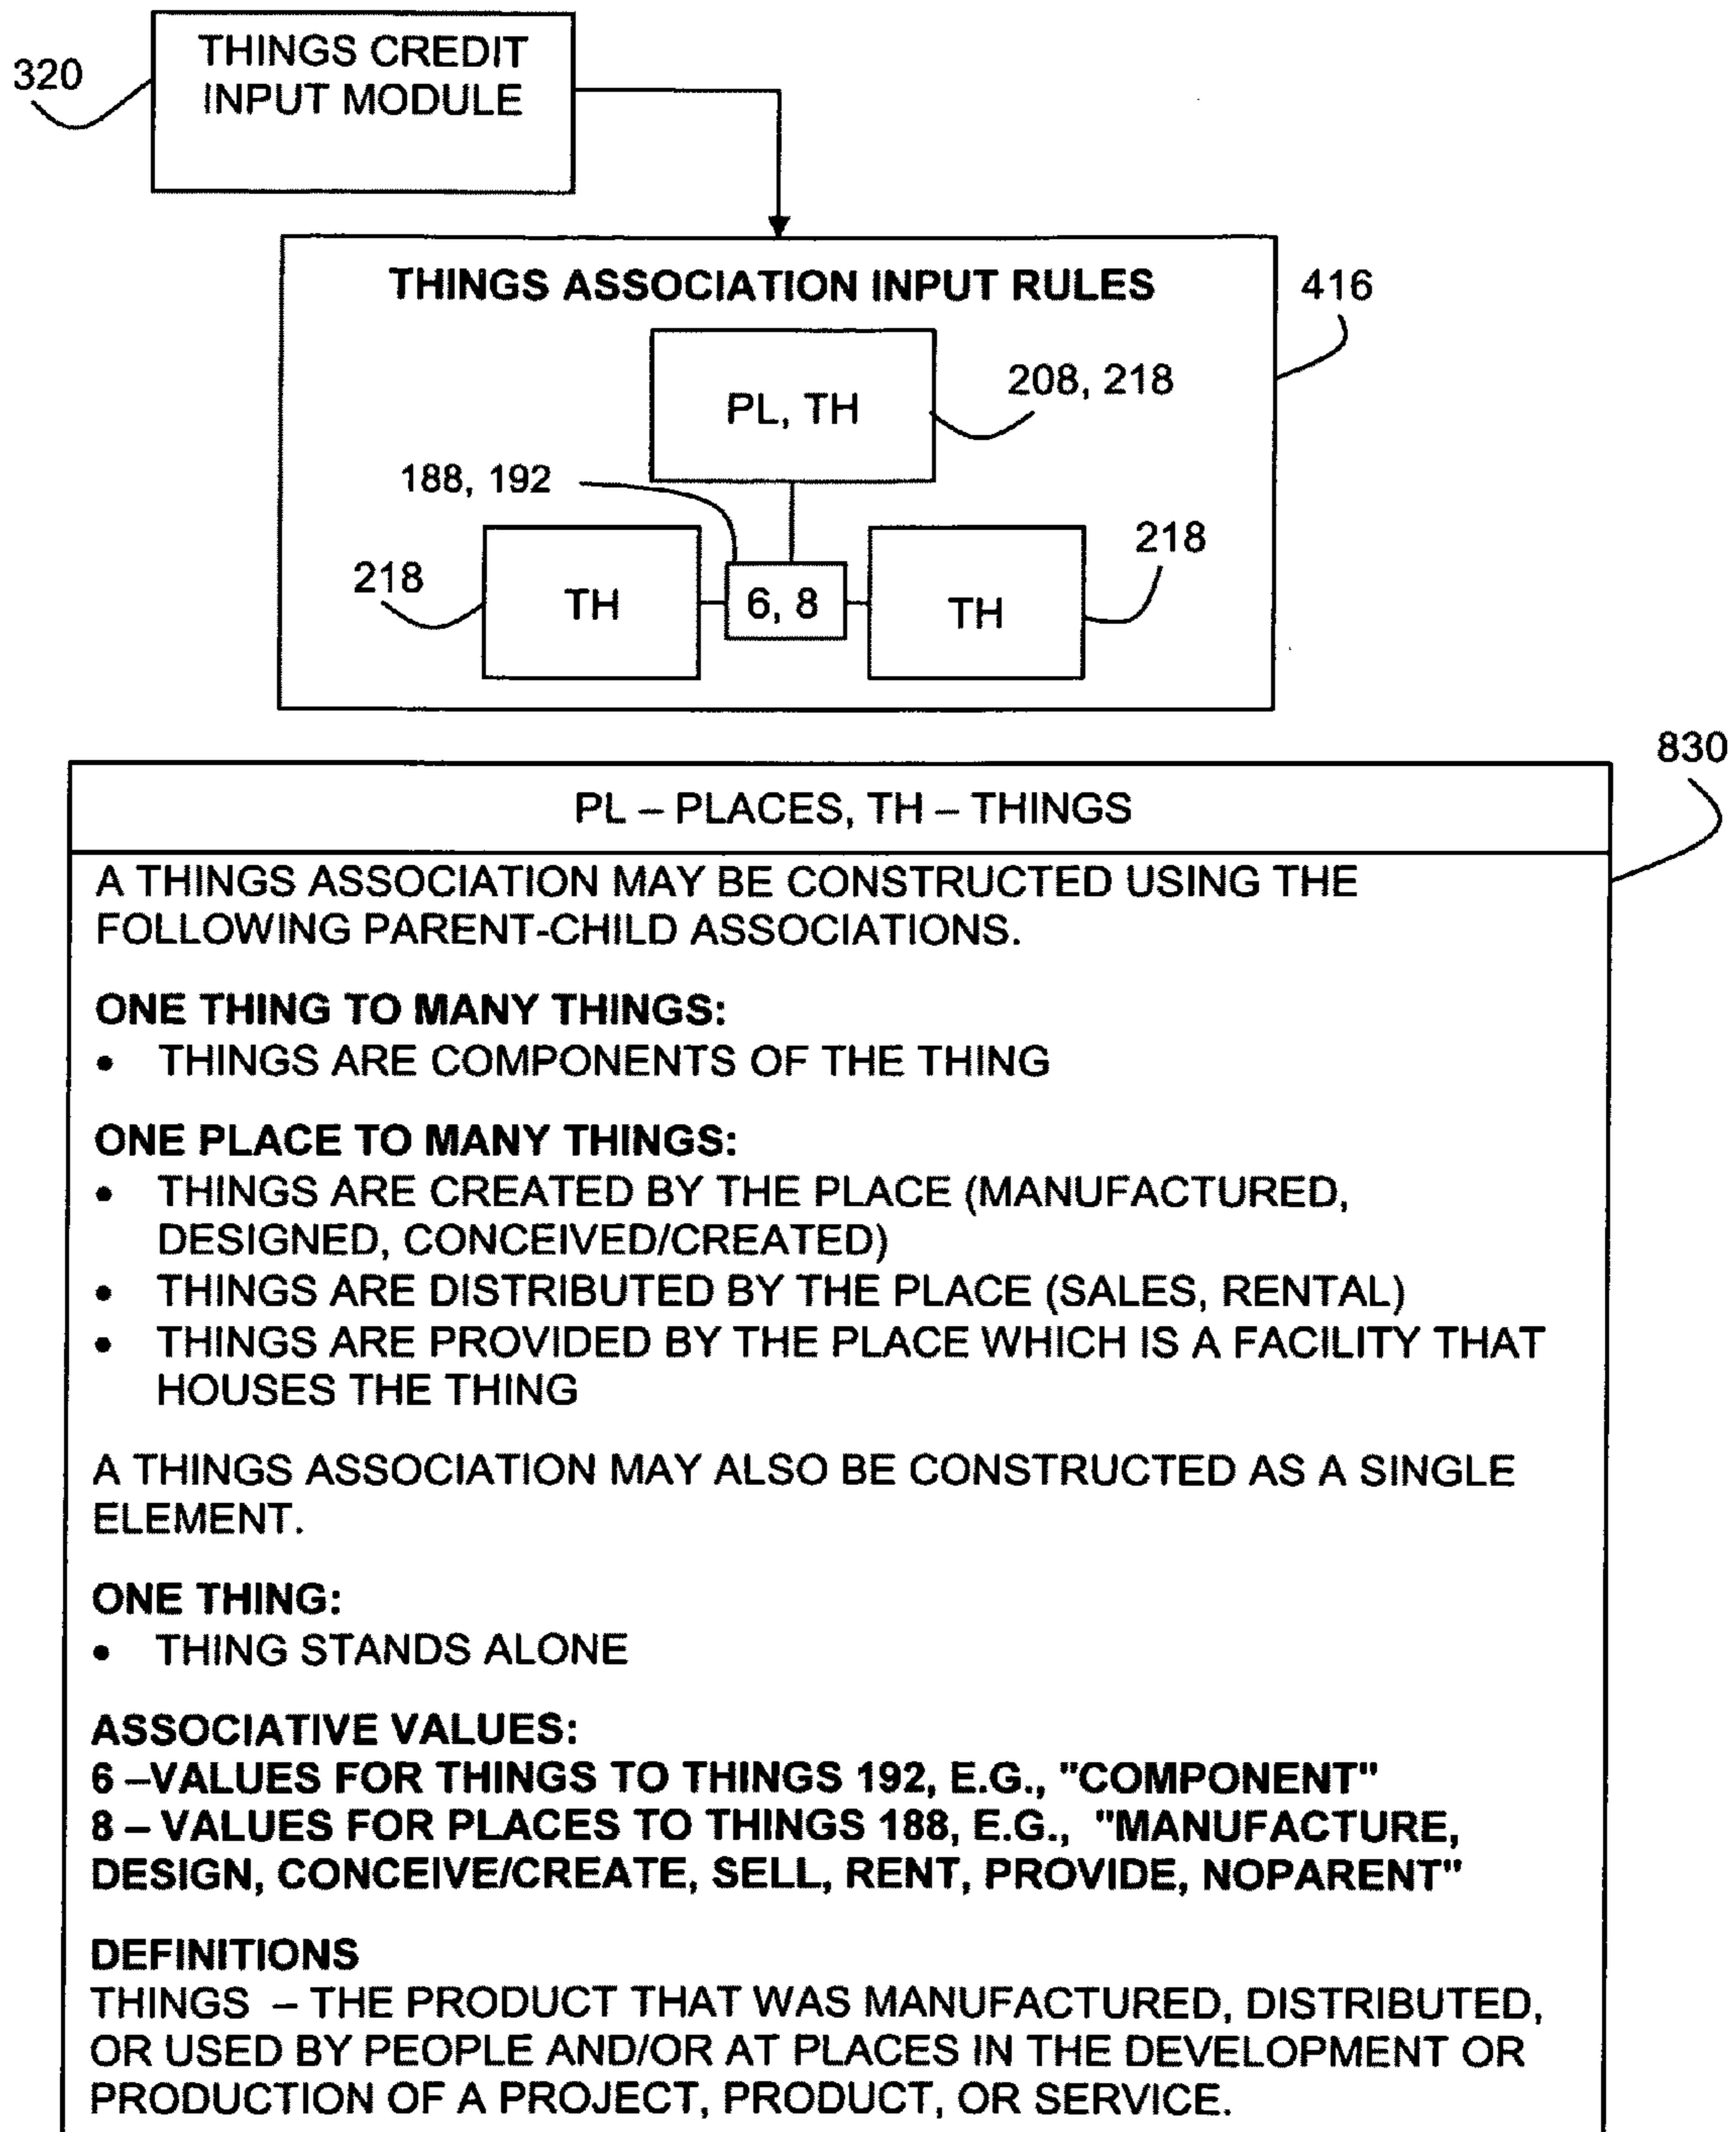 320
THINGS CREDIT
INPUT MODULE
THINGS ASSOCIATION INPUT RULES
416
PL, TH
208, 218
188, 192
218
TH
6, 8
TH
218
830
PL – PLACES, TH – THINGS
A THINGS ASSOCIATION MAY BE CONSTRUCTED USING THE
FOLLOWING PARENT-CHILD ASSOCIATIONS.
ONE THING TO MANY THINGS:
• THINGS ARE COMPONENTS OF THE THING
ONE PLACE TO MANY THINGS:
• THINGS ARE CREATED BY THE PLACE (MANUFACTURED,
DESIGNED, CONCEIVED/CREATED)
• THINGS ARE DISTRIBUTED BY THE PLACE (SALES, RENTAL)
• THINGS ARE PROVIDED BY THE PLACE WHICH IS A FACILITY THAT
HOUSES THE THING
A THINGS ASSOCIATION MAY ALSO BE CONSTRUCTED AS A SINGLE
ELEMENT.
ONE THING:
• THING STANDS ALONE
ASSOCIATIVE VALUES:
6 –VALUES FOR THINGS TO THINGS 192, E.G., "COMPONENT"
8 – VALUES FOR PLACES TO THINGS 188, E.G., "MANUFACTURE,
DESIGN, CONCEIVE/CREATE, SELL, RENT, PROVIDE, NOPARENT"
DEFINITIONS
THINGS – THE PRODUCT THAT WAS MANUFACTURED, DISTRIBUTED,
OR USED BY PEOPLE AND/OR AT PLACES IN THE DEVELOPMENT OR
PRODUCTION OF A PROJECT, PRODUCT, OR SERVICE.